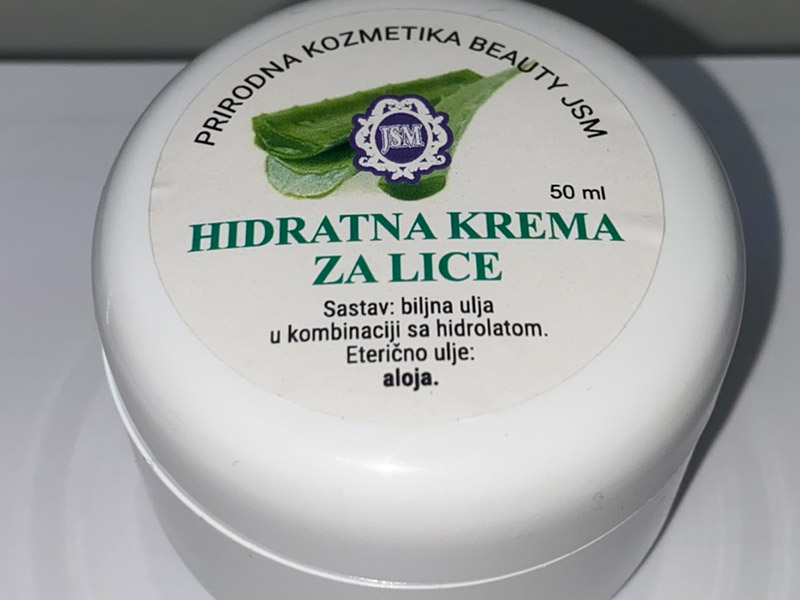 PRIRODNA KOZMETIKA BEAUTY JSM
JSM
50 ml
HIDRATNA KREMA
ZA LICE
Sastav: biljna ulja
u kombinaciji sa hidrolatom.
Eterično ulje:
aloja.